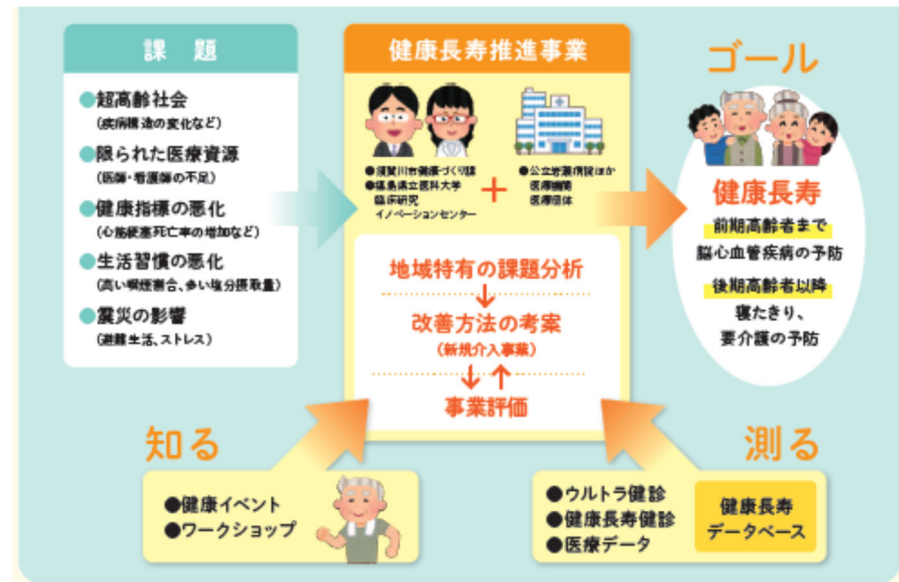 課 題
●超高齢社会
(疾病構造の変化など)
●限られた医療資源
(医師・看護師の不足)
●健康指標の悪化
(心筋梗塞死亡率の増加など)
●生活習慣の悪化
(高い喫煙割合、多い塩分摂取量)
●震災の影響
(避難生活、ストレス)
健康長寿推進事業
●須賀川市健康づくり課
●福島県立医科大学
臨床研究
イノベーションセンター
+
●公立岩瀬病院ほか
医療機関
医療団体
地域特有の課題分析
↓
改善方法の考案
(新規介入事業)
↓↑
事業評価
ゴール
健康長寿
前期高齢者まで
脳心血管疾病の予防
後期高齢者以降
寝たきり、
要介護の予防
知る
●健康イベント
●ワークショップ
測る
●ウルトラ健診
●健康長寿健診
●医療データ
健康長寿
データベース